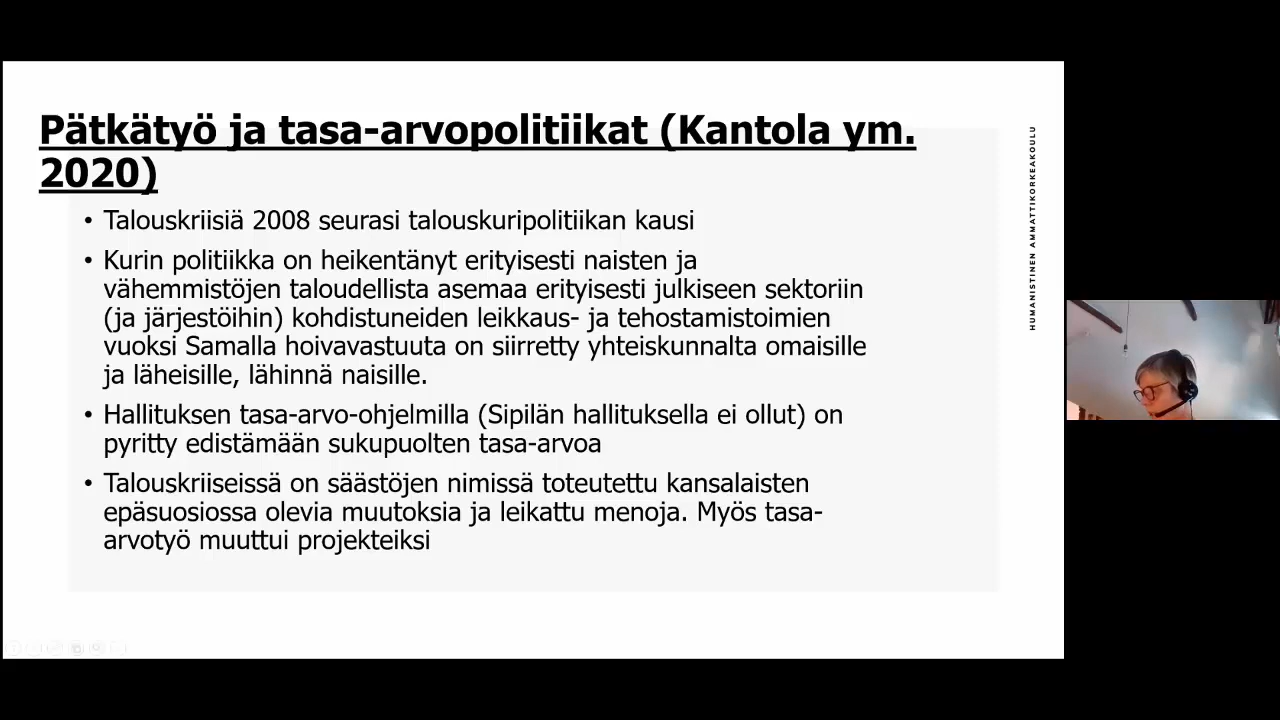 Pätkätyö ja tasa-arvopolitiikat (Kantola ym.
2020)
• Talouskriisiä 2008 seurasi talouskuripolitiikan kausi
• Kurin politiikka on heikentänyt erityisesti naisten ja
vähemmistöjen taloudellista asemaa erityisesti julkiseen sektoriin
(ja järjestöihin) kohdistuneiden leikkaus- ja tehostamistoimien
vuoksi Samalla hoivavastuuta on siirretty yhteiskunnalta omaisille
ja läheisille, lähinnä naisille.
• Hallituksen tasa-arvo-ohjelmilla (Sipilän hallituksella ei ollut) on
pyritty edistämään sukupuolten tasa-arvoa
• Talouskriiseissä on säästöjen nimissä toteutettu kansalaisten
epäsuosiossa olevia muutoksia ja leikattu menoja. Myös tasa-
arvotyö muuttui projekteiksi
HUMANISTINEN AMMATTIKORKEAKOULU